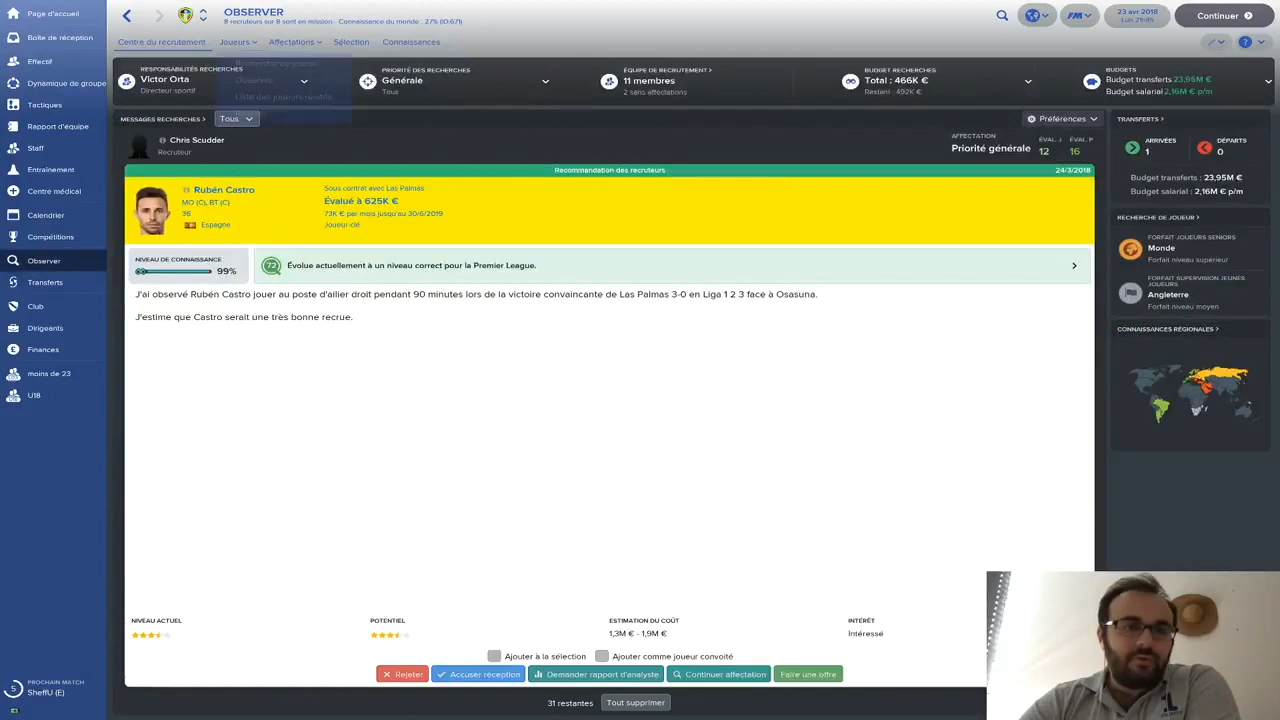 Page d'accueil
Boîte de réception
Effectif
Dynamique de groupe
Tactiques
Rapport d'équipe
Staff
Entraînement
Centre médical
Calendrier
Compétitions
Observer
Transferts
Club
Dirigeants
Finances
moins de 23
U18
PROCHAIN MATCH
5
SheffU (E)
OBSERVER
8 recruteurs sur 8 sont en mission - Connaissance du monde : 27% (ID:671)
FM
23 avr 2018
Lun 21h45
Continuer
Centre du recrutement
Joueurs
Affectations
Sélection
Connaissances
?
RESPONSABILITÉS RECHERCHES
Victor Orta
Directeur sportif
PRIORITÉ DES RECHERCHES
Générale
Tous
ÉQUIPE DE RECRUTEMENT >
11 membres
2 sans affectations
BUDGET RECHERCHES
Total : 466K €
Restant : 492K €
BUDGETS
Budget transferts 23,95M €
Budget salarial 2,16M € p/m
MESSAGES RECHERCHES >
Tous
Préférences
Chris Scudder
Recruteur
AFFECTATION
Priorité générale
ÉVAL. J
12
ÉVAL. P
16
Recommandation des recruteurs
24/3/2018
Rubén Castro
MO (C), BT (C)
36
Espagne
Sous contrat avec Las Palmas
Évalué à 625K €
73K € par mois jusqu'au 30/6/2019
Joueur-clé
NIVEAU DE CONNAISSANCE
99%
72
Évolue actuellement à un niveau correct pour la Premier League.
J'ai observé Rubén Castro jouer au poste d'ailier droit pendant 90 minutes lors de la victoire convaincante de Las Palmas 3-0 en Liga 1 2 3 face à Osasuna.
J'estime que Castro serait une très bonne recrue.
NIVEAU ACTUEL
POTENTIEL
ESTIMATION DU COÛT
1,3M € - 1,9M €
INTÉRÊT
Intéressé
Ajouter à la sélection
Ajouter comme joueur convoité
Rejeter
Accuser réception
Demander rapport d'analyste
Continuer affectation
Faire une offre
31 restantes
Tout supprimer
TRANSFERTS >
ARRIVÉES
1
DÉPARTS
0
Budget transferts : 23,95M €
Budget salarial : 2,16M € p/m
RECHERCHE DE JOUEUR >
FORFAIT JOUEURS SENIORS
Monde
Forfait niveau supérieur
FORFAIT SUPERVISION JEUNES
JOUEURS
Angleterre
Forfait niveau moyen
CONNAISSANCES RÉGIONALES >